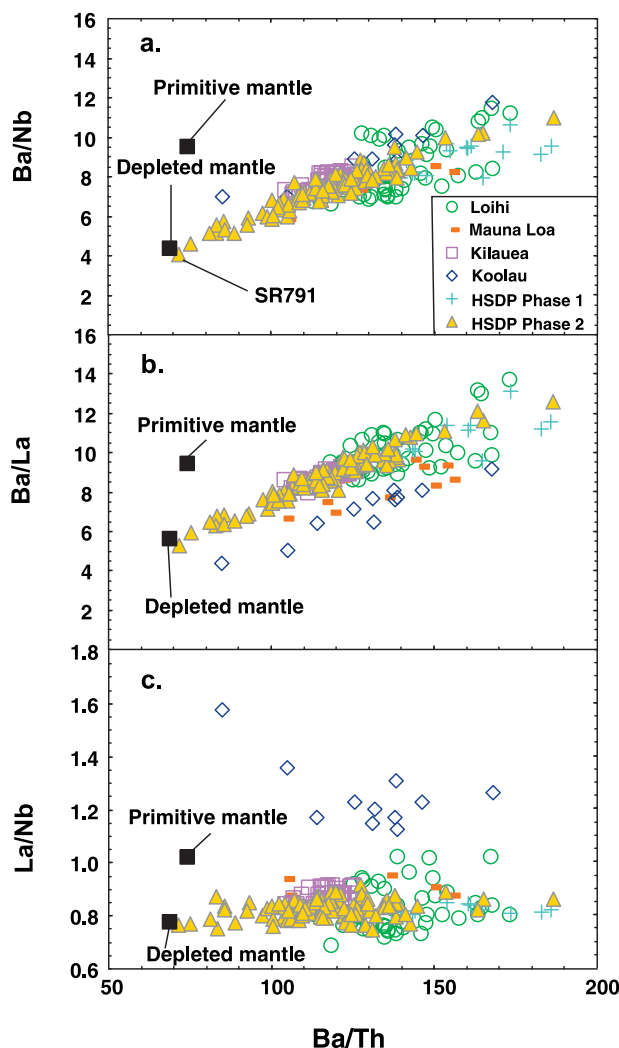 16
a.
14
Primitive mantle
12
10
Depleted mantle
Ba/Nb
8
6
4
SR791
2
Loihi
Mauna Loa
Kilauea
Koolau
HSDP Phase 1
HSDP Phase 2
16
b.
14
Primitive mantle
12
10
Ba/La
8
6
4
Depleted mantle
2
1.8
c.
1.6
1.4
Primitive mantle
1.2
La/Nb
1.0
0.8
Depleted mantle
0.6
50 100 150 200
Ba/Th